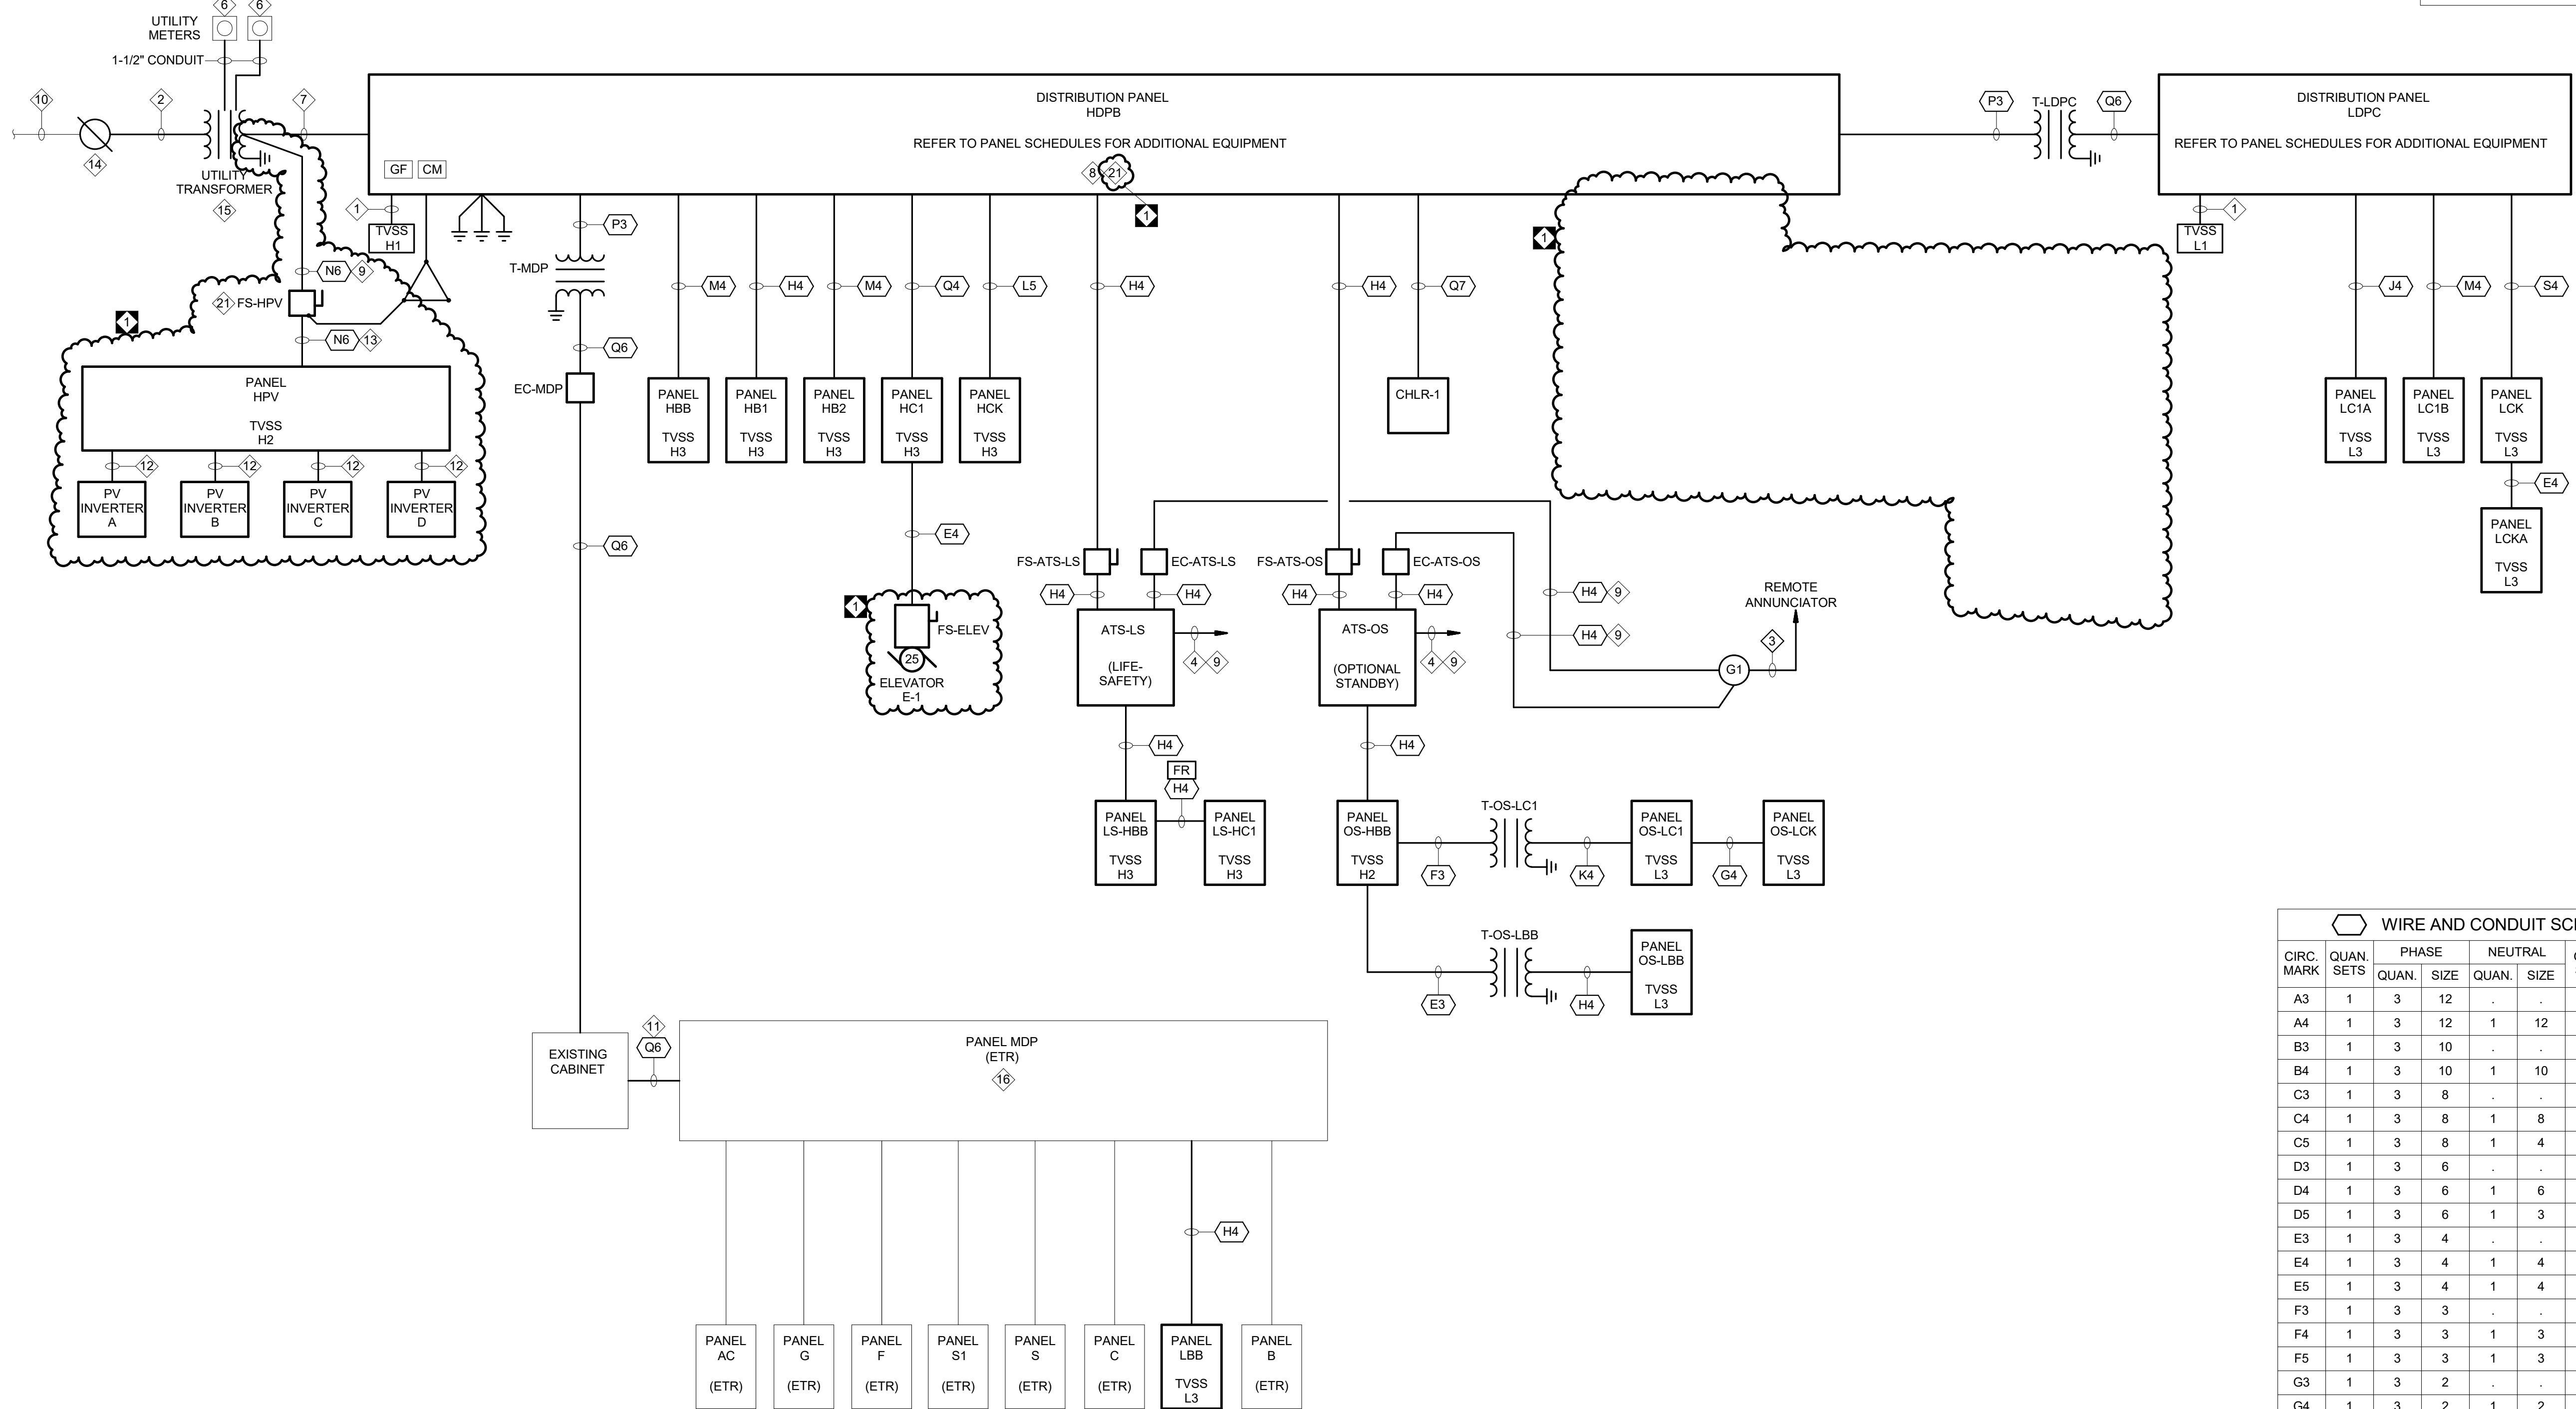 6 6
UTILITY
METERS
1-1/2" CONDUIT
10
2
7
14
UTILITY
TRANSFORMER
15
DISTRIBUTION PANEL
HDPB
REFER TO PANEL SCHEDULES FOR ADDITIONAL EQUIPMENT
GF CM
8 21
1
P3
T-LDPC
Q6
DISTRIBUTION PANEL
LDPC
REFER TO PANEL SCHEDULES FOR ADDITIONAL EQUIPMENT
1
TVSS
H1
N6 9
21 FS-HPV
N6 13
1
PANEL
HPV
TVSS
H2
12 12 12 12
PV
INVERTER
A
PV
INVERTER
B
PV
INVERTER
C
PV
INVERTER
D
P3
T-MDP
Q6
EC-MDP
Q6
M4
H4
M4
Q4
L5
H4
H4
Q7
1
1
TVSS
L1
J4
M4
S4
PANEL
HBB
TVSS
H3
PANEL
HB1
TVSS
H3
PANEL
HB2
TVSS
H3
PANEL
HC1
TVSS
H3
PANEL
HCK
TVSS
H3
CHLR-1
PANEL
LC1A
TVSS
L3
PANEL
LC1B
TVSS
L3
PANEL
LCK
TVSS
L3
E4
PANEL
LCKA
TVSS
L3
E4
1
FS-ELEV
25
ELEVATOR
E-1
FS-ATS-LS
EC-ATS-LS
FS-ATS-OS
EC-ATS-OS
H4
H4
H4
H4
H4 9
H4 9
REMOTE
ANNUNCIATOR
3
G1
ATS-LS
(LIFE-
SAFETY)
4 9
ATS-OS
(OPTIONAL
STANDBY)
4 9
H4
H4
FR
H4
PANEL
LS-HBB
TVSS
H3
PANEL
LS-HC1
TVSS
H3
PANEL
OS-HBB
TVSS
H2
F3
T-OS-LC1
K4
PANEL
OS-LC1
TVSS
L3
G4
PANEL
OS-LCK
TVSS
L3
E3
T-OS-LBB
H4
PANEL
OS-LBB
TVSS
L3
EXISTING
CABINET
11
Q6
PANEL MDP
(ETR)
16
H4
PANEL
AC
(ETR)
PANEL
G
(ETR)
PANEL
F
(ETR)
PANEL
S1
(ETR)
PANEL
S
(ETR)
PANEL
C
(ETR)
PANEL
LBB
TVSS
L3
PANEL
B
(ETR)
WIRE AND CONDUIT
CIRC.
MARK
QUAN.
SETS
PHASE
NEUTRAL
QUAN. SIZE QUAN. SIZE
A3 1 3 12 . .
A4 1 3 12 1 12
B3 1 3 10 . .
B4 1 3 10 1 10
C3 1 3 8 . .
C4 1 3 8 1 8
C5 1 3 8 1 4
D3 1 3 6 . .
D4 1 3 6 1 6
D5 1 3 6 1 3
E3 1 3 4 . .
E4 1 3 4 1 4
E5 1 3 4 1 4
F3 1 3 3 . .
F4 1 3 3 1 3
F5 1 3 3 1 3
G3 1 3 2 . .
G4 1 3 2 1 2